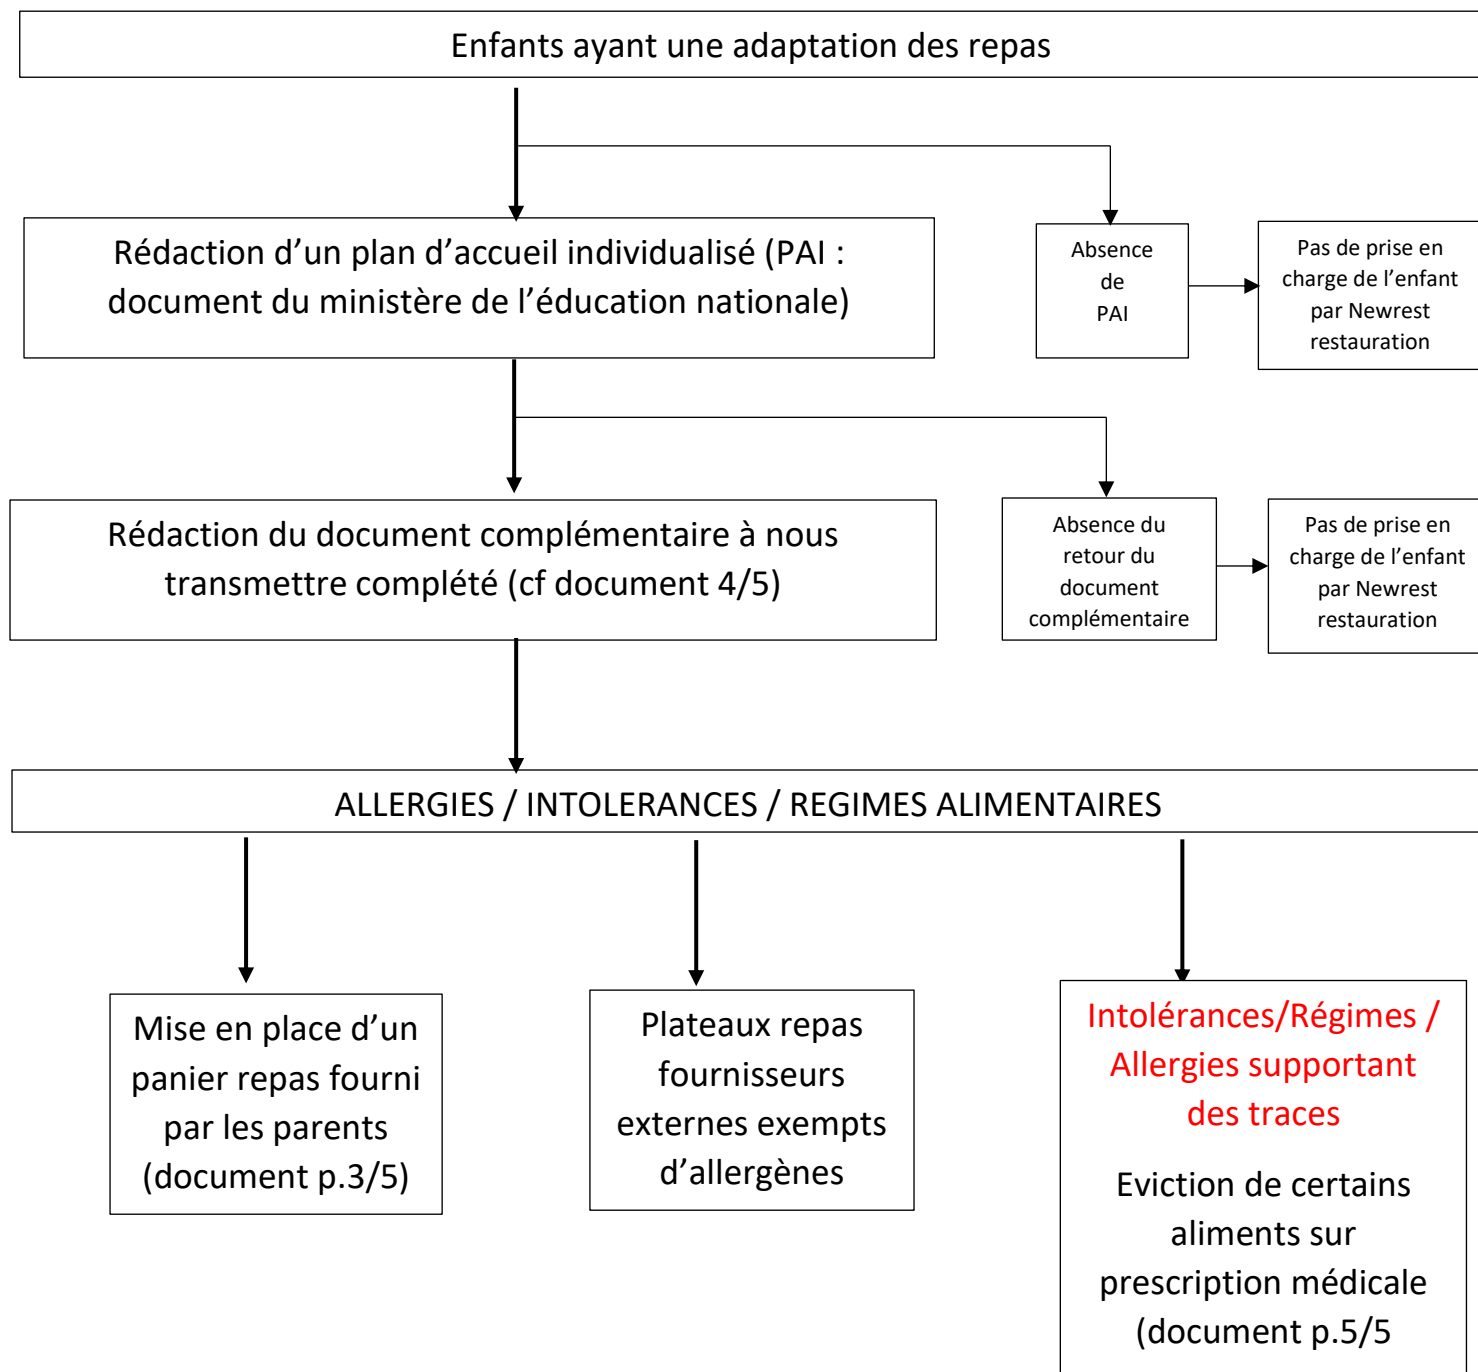 Enfants ayant une adaptation des repas
Rédaction d’un plan d’accueil individualisé (PAI :
document du ministère de l’éducation nationale)
Absence
de
PAI
Pas de prise en
charge de l’enfant
par Newrest
restauration
Rédaction du document complémentaire à nous
transmettre complété (cf document 4/5)
Absence du
retour du
document
complémentaire
Pas de prise en
charge de l’enfant
par Newrest
restauration
ALLERGIES / INTOLERANCES / REGIMES ALIMENTAIRES
Mise en place d’un
panier repas fourni
par les parents
(document p.3/5)
Plateaux repas
fournisseurs
externes exempts
d’allergènes
Intolérances/Régimes /
Allergies supportant
des traces
Eviction de certains
aliments sur
prescription médicale
(document p.5/5